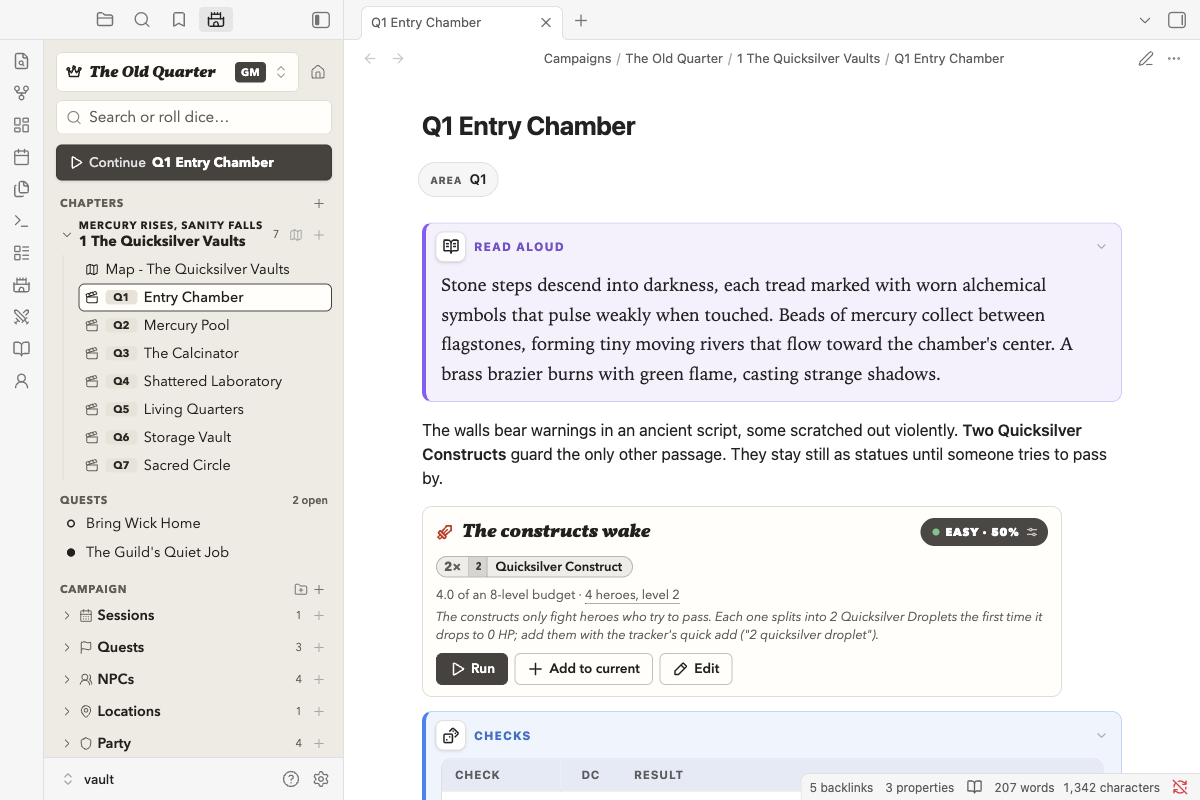 Q1 Entry Chamber
The Old Quarter GM
Search or roll dice…
Continue Q1 Entry Chamber
CHAPTERS
MERCURY RISES, SANITY FALLS
1 The Quicksilver Vaults 7
Map - The Quicksilver Vaults
Q1 Entry Chamber
Q2 Mercury Pool
Q3 The Calcinator
Q4 Shattered Laboratory
Q5 Living Quarters
Q6 Storage Vault
Q7 Sacred Circle
QUESTS 2 open
Bring Wick Home
The Guild's Quiet Job
CAMPAIGN
Sessions 1
Quests 3
NPCs 4
Locations 1
Party 4
vault
Campaigns / The Old Quarter / 1 The Quicksilver Vaults / Q1 Entry Chamber
Q1 Entry Chamber
AREA Q1
READ ALOUD
Stone steps descend into darkness, each tread marked with worn alchemical
symbols that pulse weakly when touched. Beads of mercury collect between
flagstones, forming tiny moving rivers that flow toward the chamber's center. A
brass brazier burns with green flame, casting strange shadows.
The walls bear warnings in an ancient script, some scratched out violently. Two Quicksilver
Constructs guard the only other passage. They stay still as statues until someone tries to pass
by.
The constructs wake EASY · 50%
2× 2 Quicksilver Construct
4.0 of an 8-level budget · 4 heroes, level 2
The constructs only fight heroes who try to pass. Each one splits into 2 Quicksilver Droplets the first time it
drops to 0 HP; add them with the tracker's quick add ("2 quicksilver droplet").
Run Add to current Edit
CHECKS
CHECK DC RESULT
5 backlinks 3 properties 207 words 1,342 characters